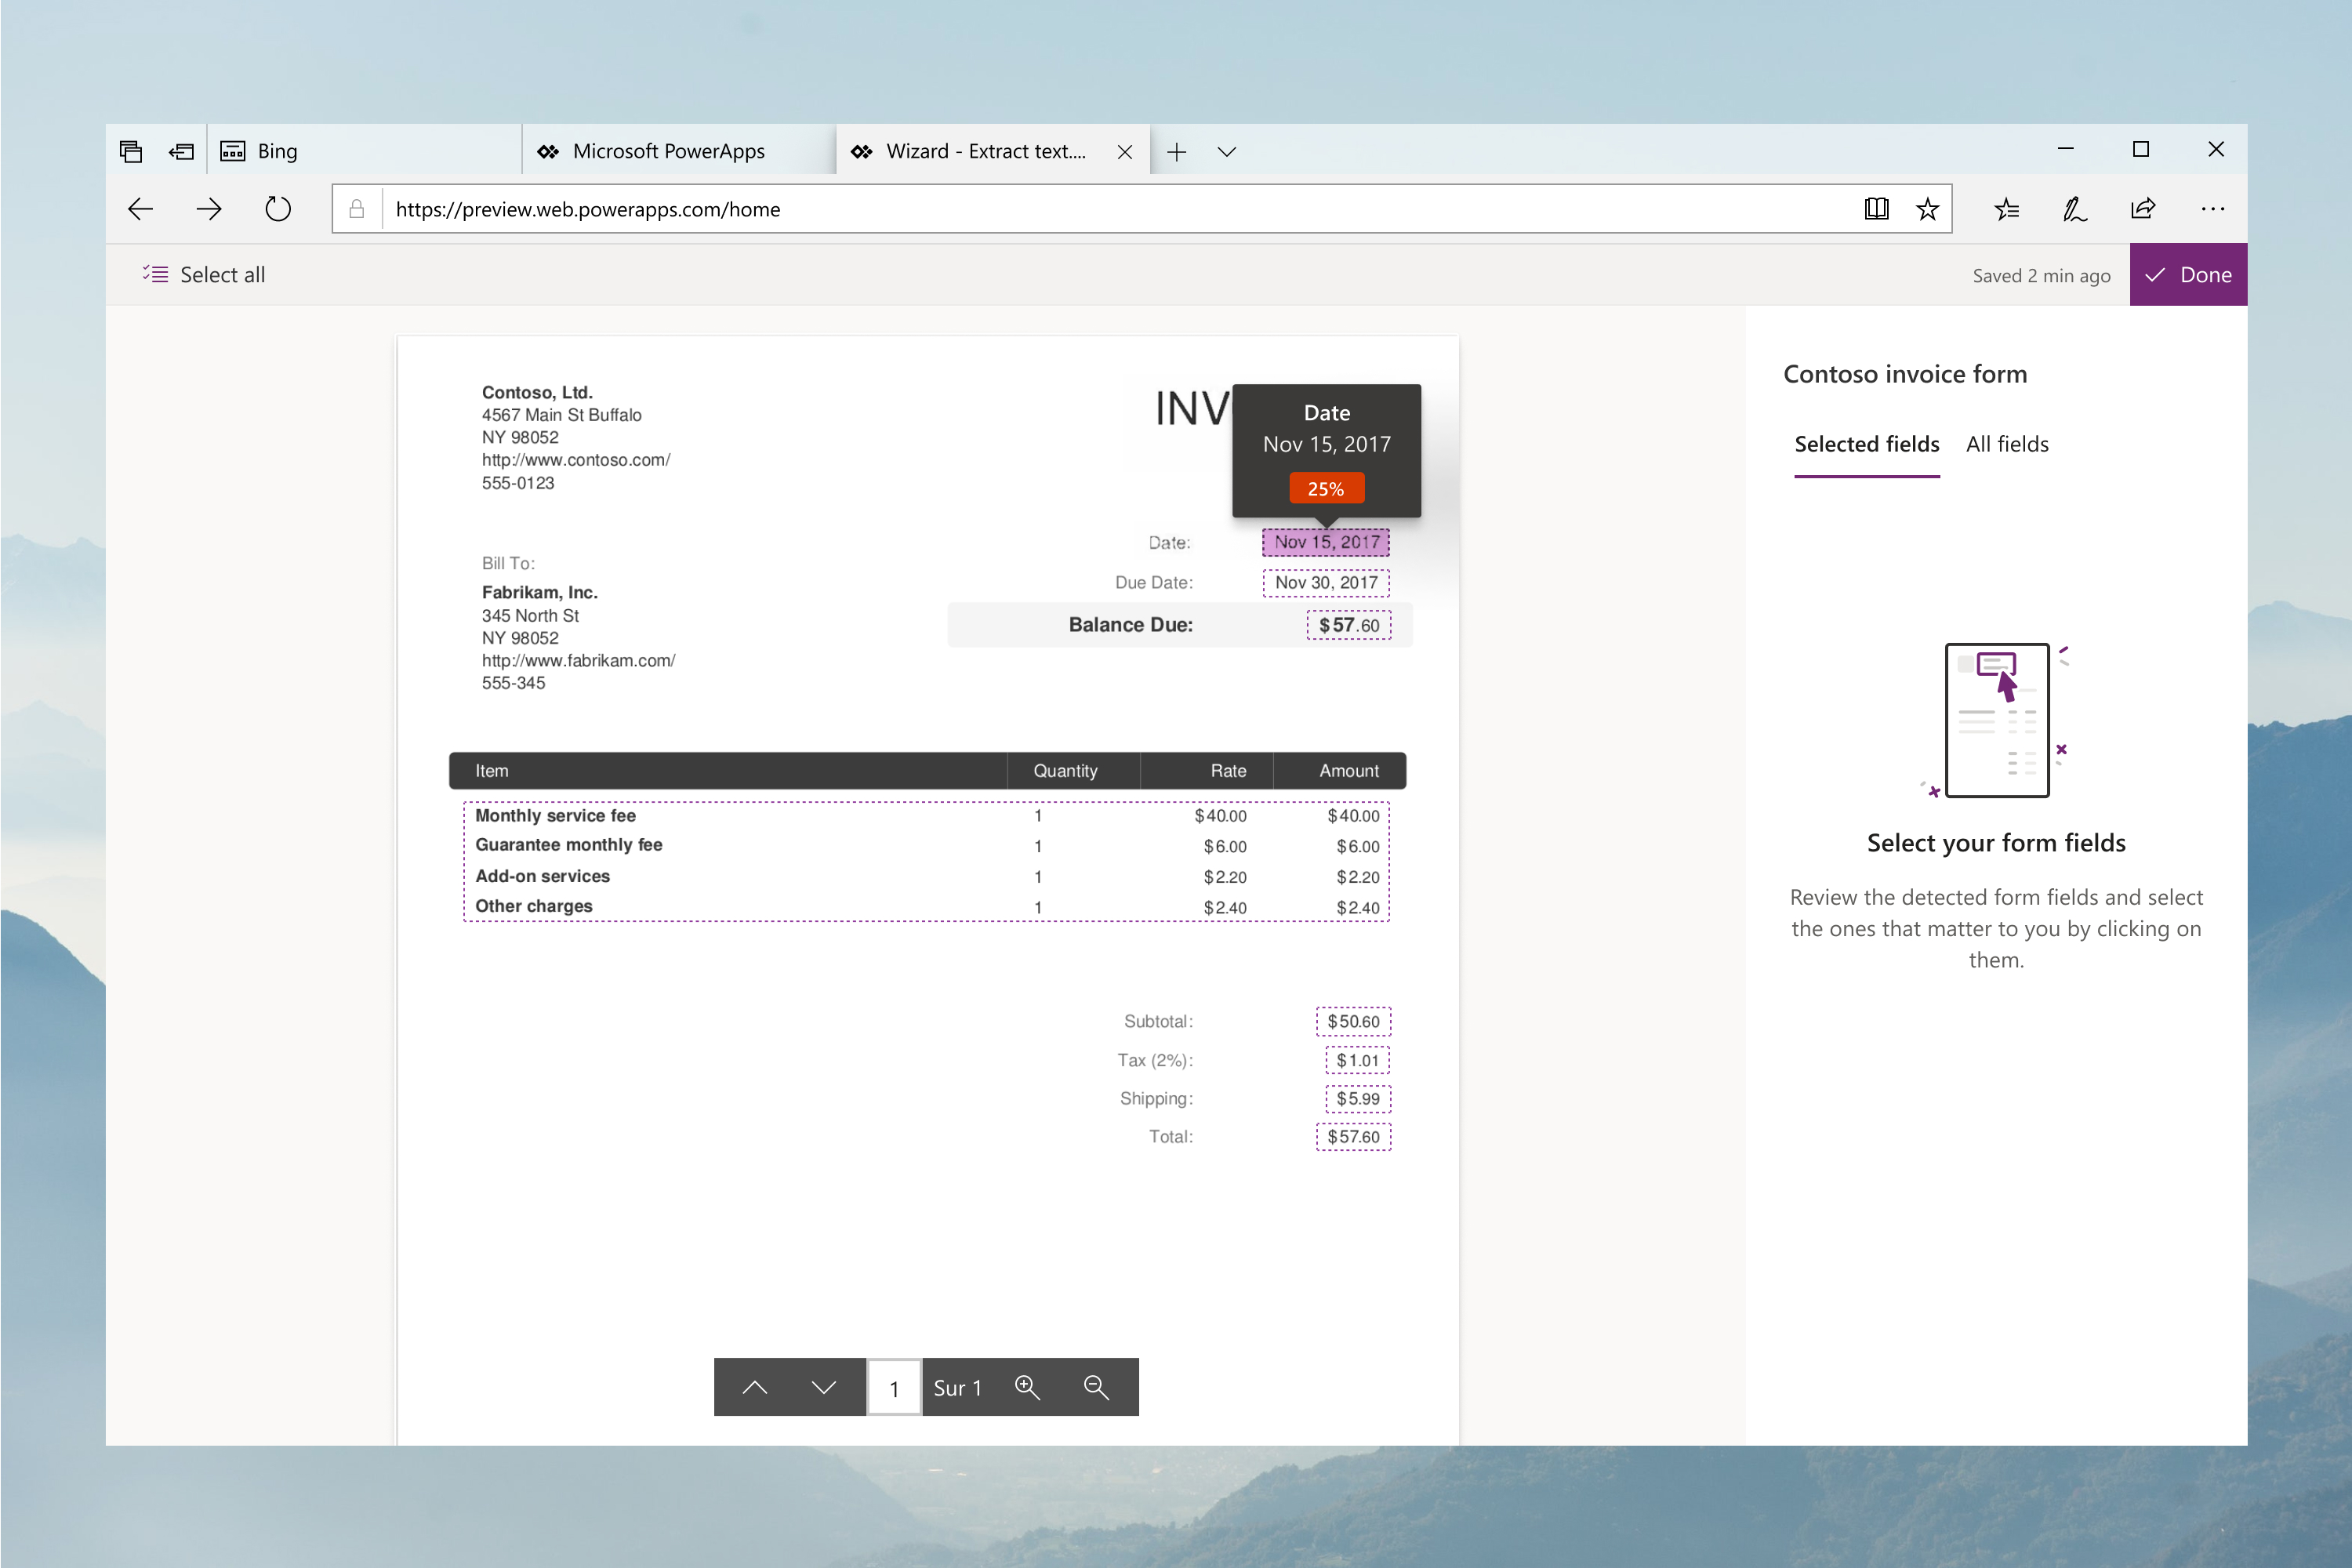 Bing
Microsoft PowerApps
Wizard - Extract text....
https://preview.web.powerapps.com/home
Select all
Saved 2 min ago
Done
Contoso, Ltd.
4567 Main St Buffalo
NY 98052
http://www.contoso.com/
555-0123
INV
Date
Nov 15, 2017
25%
Date:
Nov 15, 2017
Due Date:
Nov 30, 2017
Balance Due:
$57.60
Bill To:
Fabrikam, Inc.
345 North St
NY 98052
http://www.fabrikam.com/
555-345
Item Quantity Rate Amount
Monthly service fee 1 $40.00 $40.00
Guarantee monthly fee 1 $6.00 $6.00
Add-on services 1 $2.20 $2.20
Other charges 1 $2.40 $2.40
Subtotal: $50.60
Tax (2%): $1.01
Shipping: $5.99
Total: $57.60
1 Sur 1
Contoso invoice form
Selected fields All fields
Select your form fields
Review the detected form fields and select
the ones that matter to you by clicking on
them.